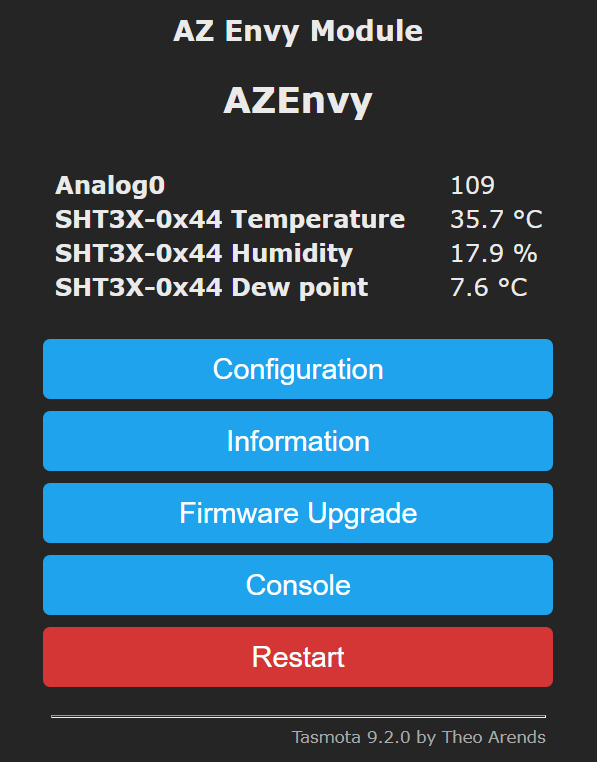 AZ Envy Module
AZEnvy
Analog0 109
SHT3X-0x44 Temperature 35.7 °C
SHT3X-0x44 Humidity 17.9 %
SHT3X-0x44 Dew point 7.6 °C
Configuration
Information
Firmware Upgrade
Console
Restart
Tasmota 9.2.0 by Theo Arends